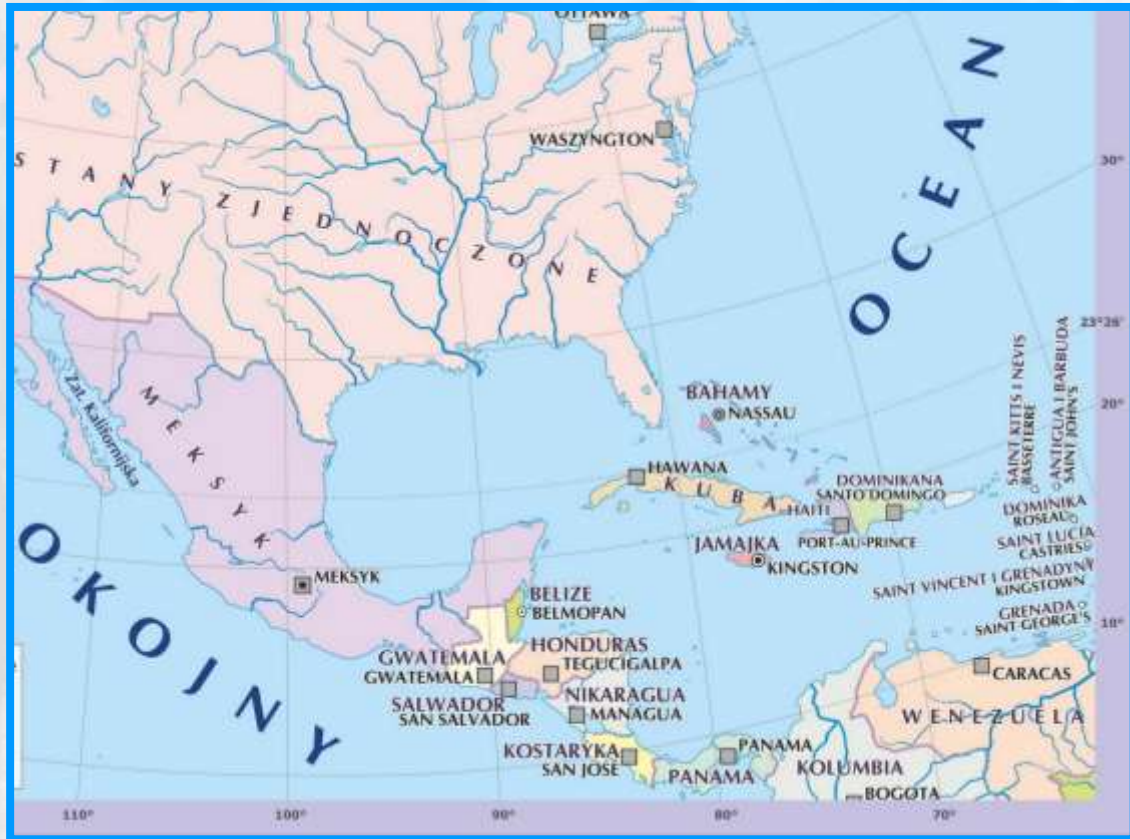 OTTAWA
WASZYNGTON
STANY ZJEDNOCZONE
OCEAN
30°
23°26'
20°
10°
MEKSYK
Zat. Kalifornijska
BAHAMY
NASSAU
HAWANA
KUBA
DOMINIKANA
SANTO DOMINGO
HAITI
PORT-AU-PRINCE
JAMAJKA
KINGSTON
SAINT KITTS I NEVIS
BASSETERRE
ANTIGUA I BARBUDA
SAINT JOHN'S
DOMINIKA
ROSEAU
SAINT LUCIA
CASTRIES
SAINT VINCENT I GRENADYNY
KINGSTOWN
GRENADA
SAINT GEORGE'S
OKOJNY
MEKSYK
BELIZE
BELMOPAN
HONDURAS
TEGUCIGALPA
GWATEMALA
GWATEMALA
SALWADOR
SAN SALVADOR
NIKARAGUA
MANAGUA
KOSTARYKA
SAN JOSÉ
PANAMA
PANAMA
CARACAS
WENEZUELA
KOLUMBIA
BOGOTA
110°
100°
90°
80°
70°